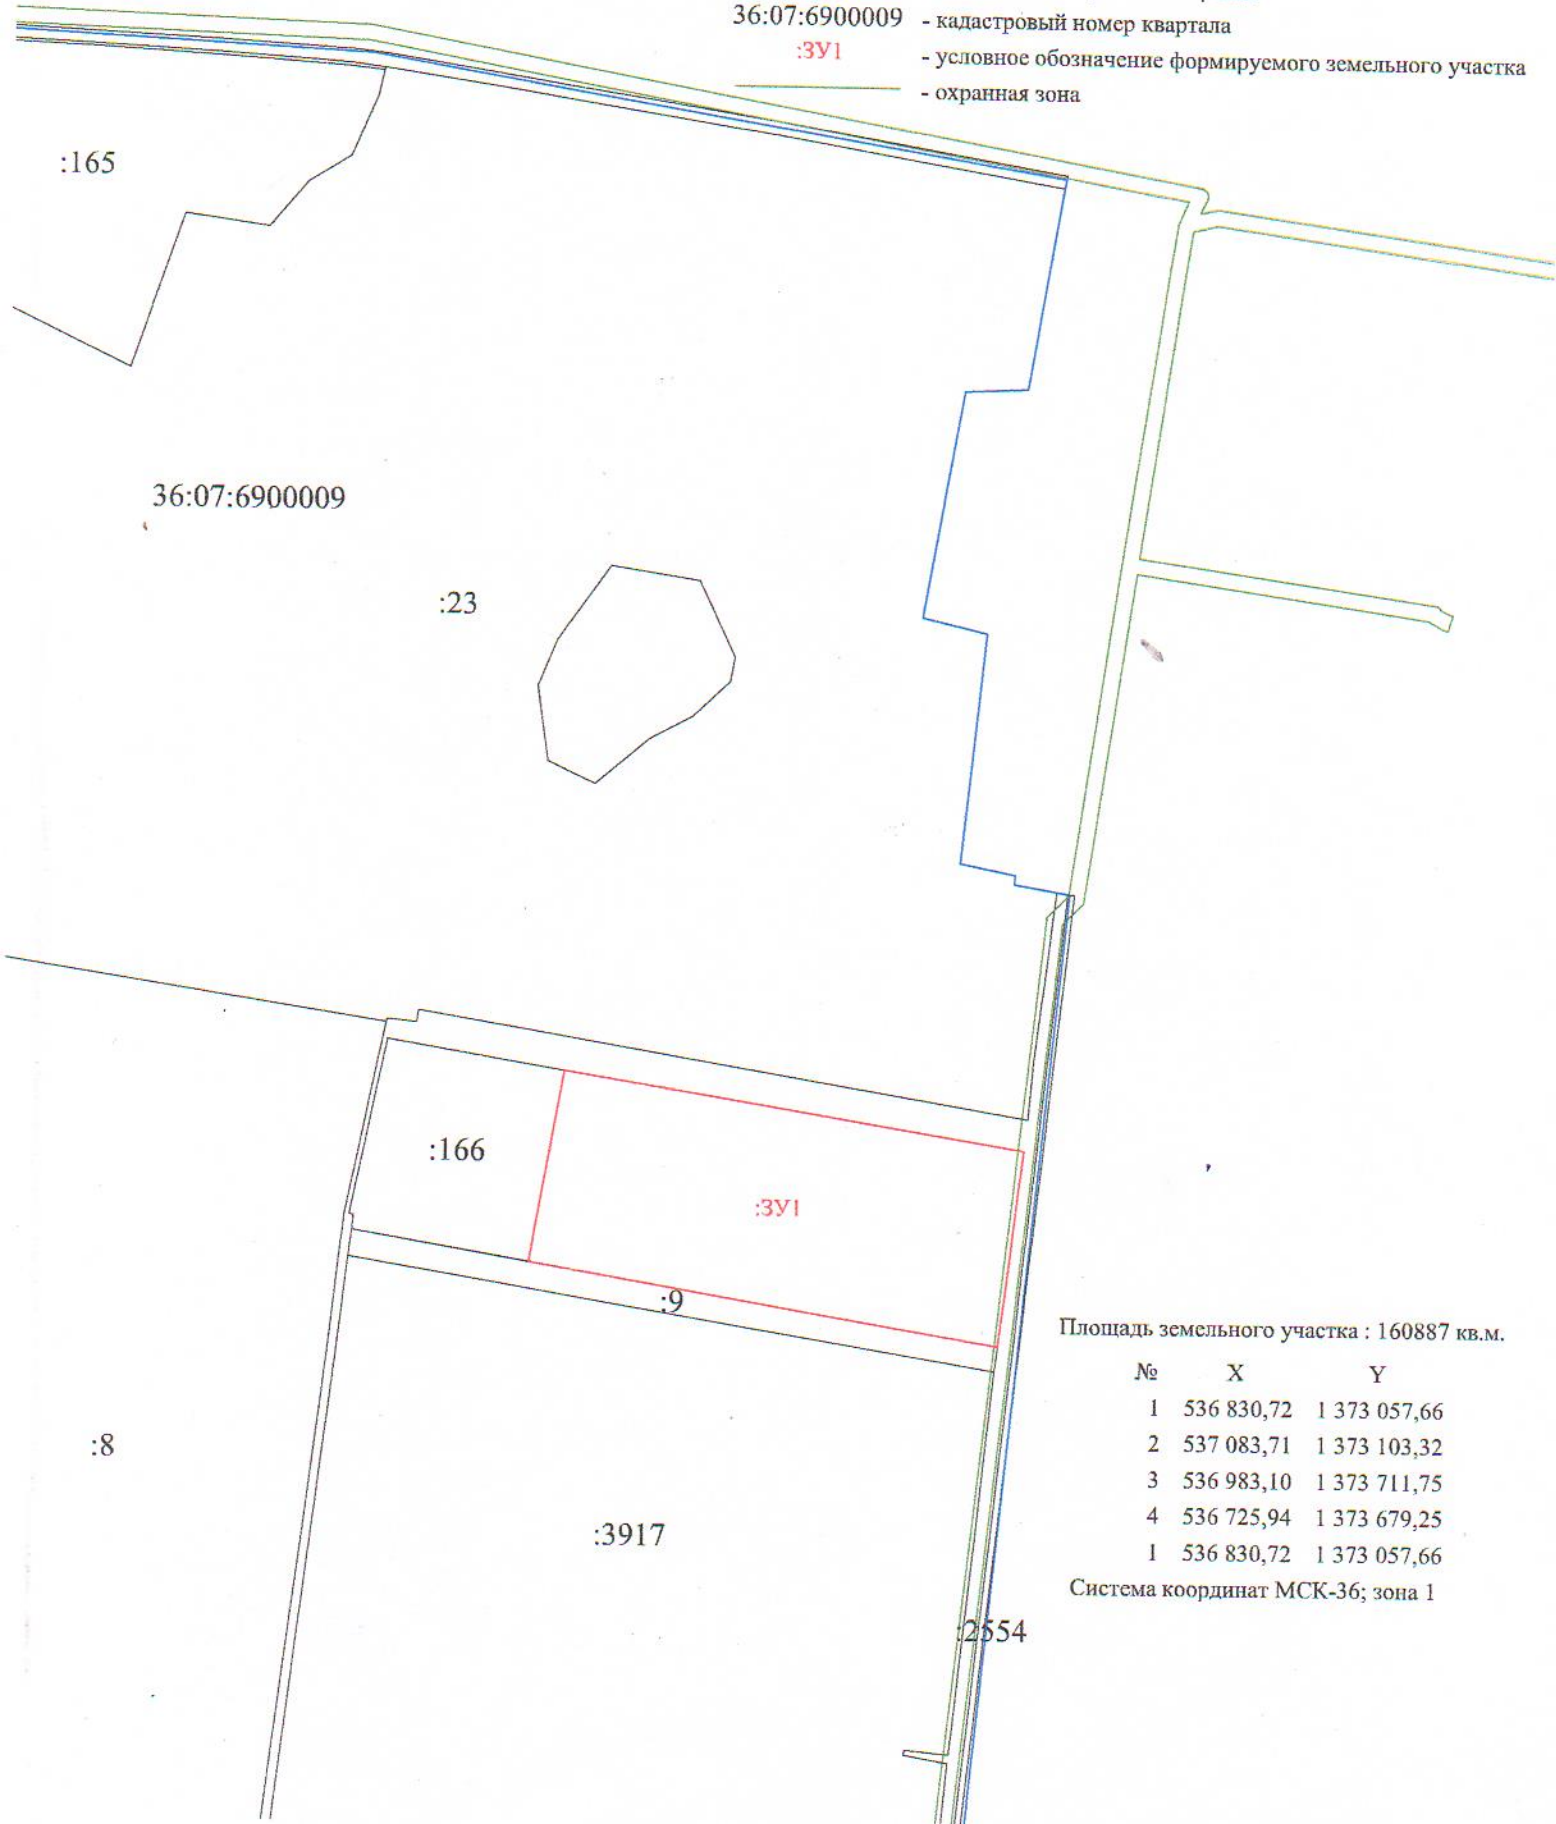 36:07:6900009 - кадастровый номер квартала
:ЗУ1 - условное обозначение формируемого земельного участка
- охранная зона
:165
36:07:6900009
:23
:166
:ЗУ1
:9
Площадь земельного участка : 160887 кв.м.
№ X Y
1 536 830,72 1 373 057,66
2 537 083,71 1 373 103,32
3 536 983,10 1 373 711,75
4 536 725,94 1 373 679,25
1 536 830,72 1 373 057,66
Система координат МСК-36; зона 1
:8
:3917
:2554